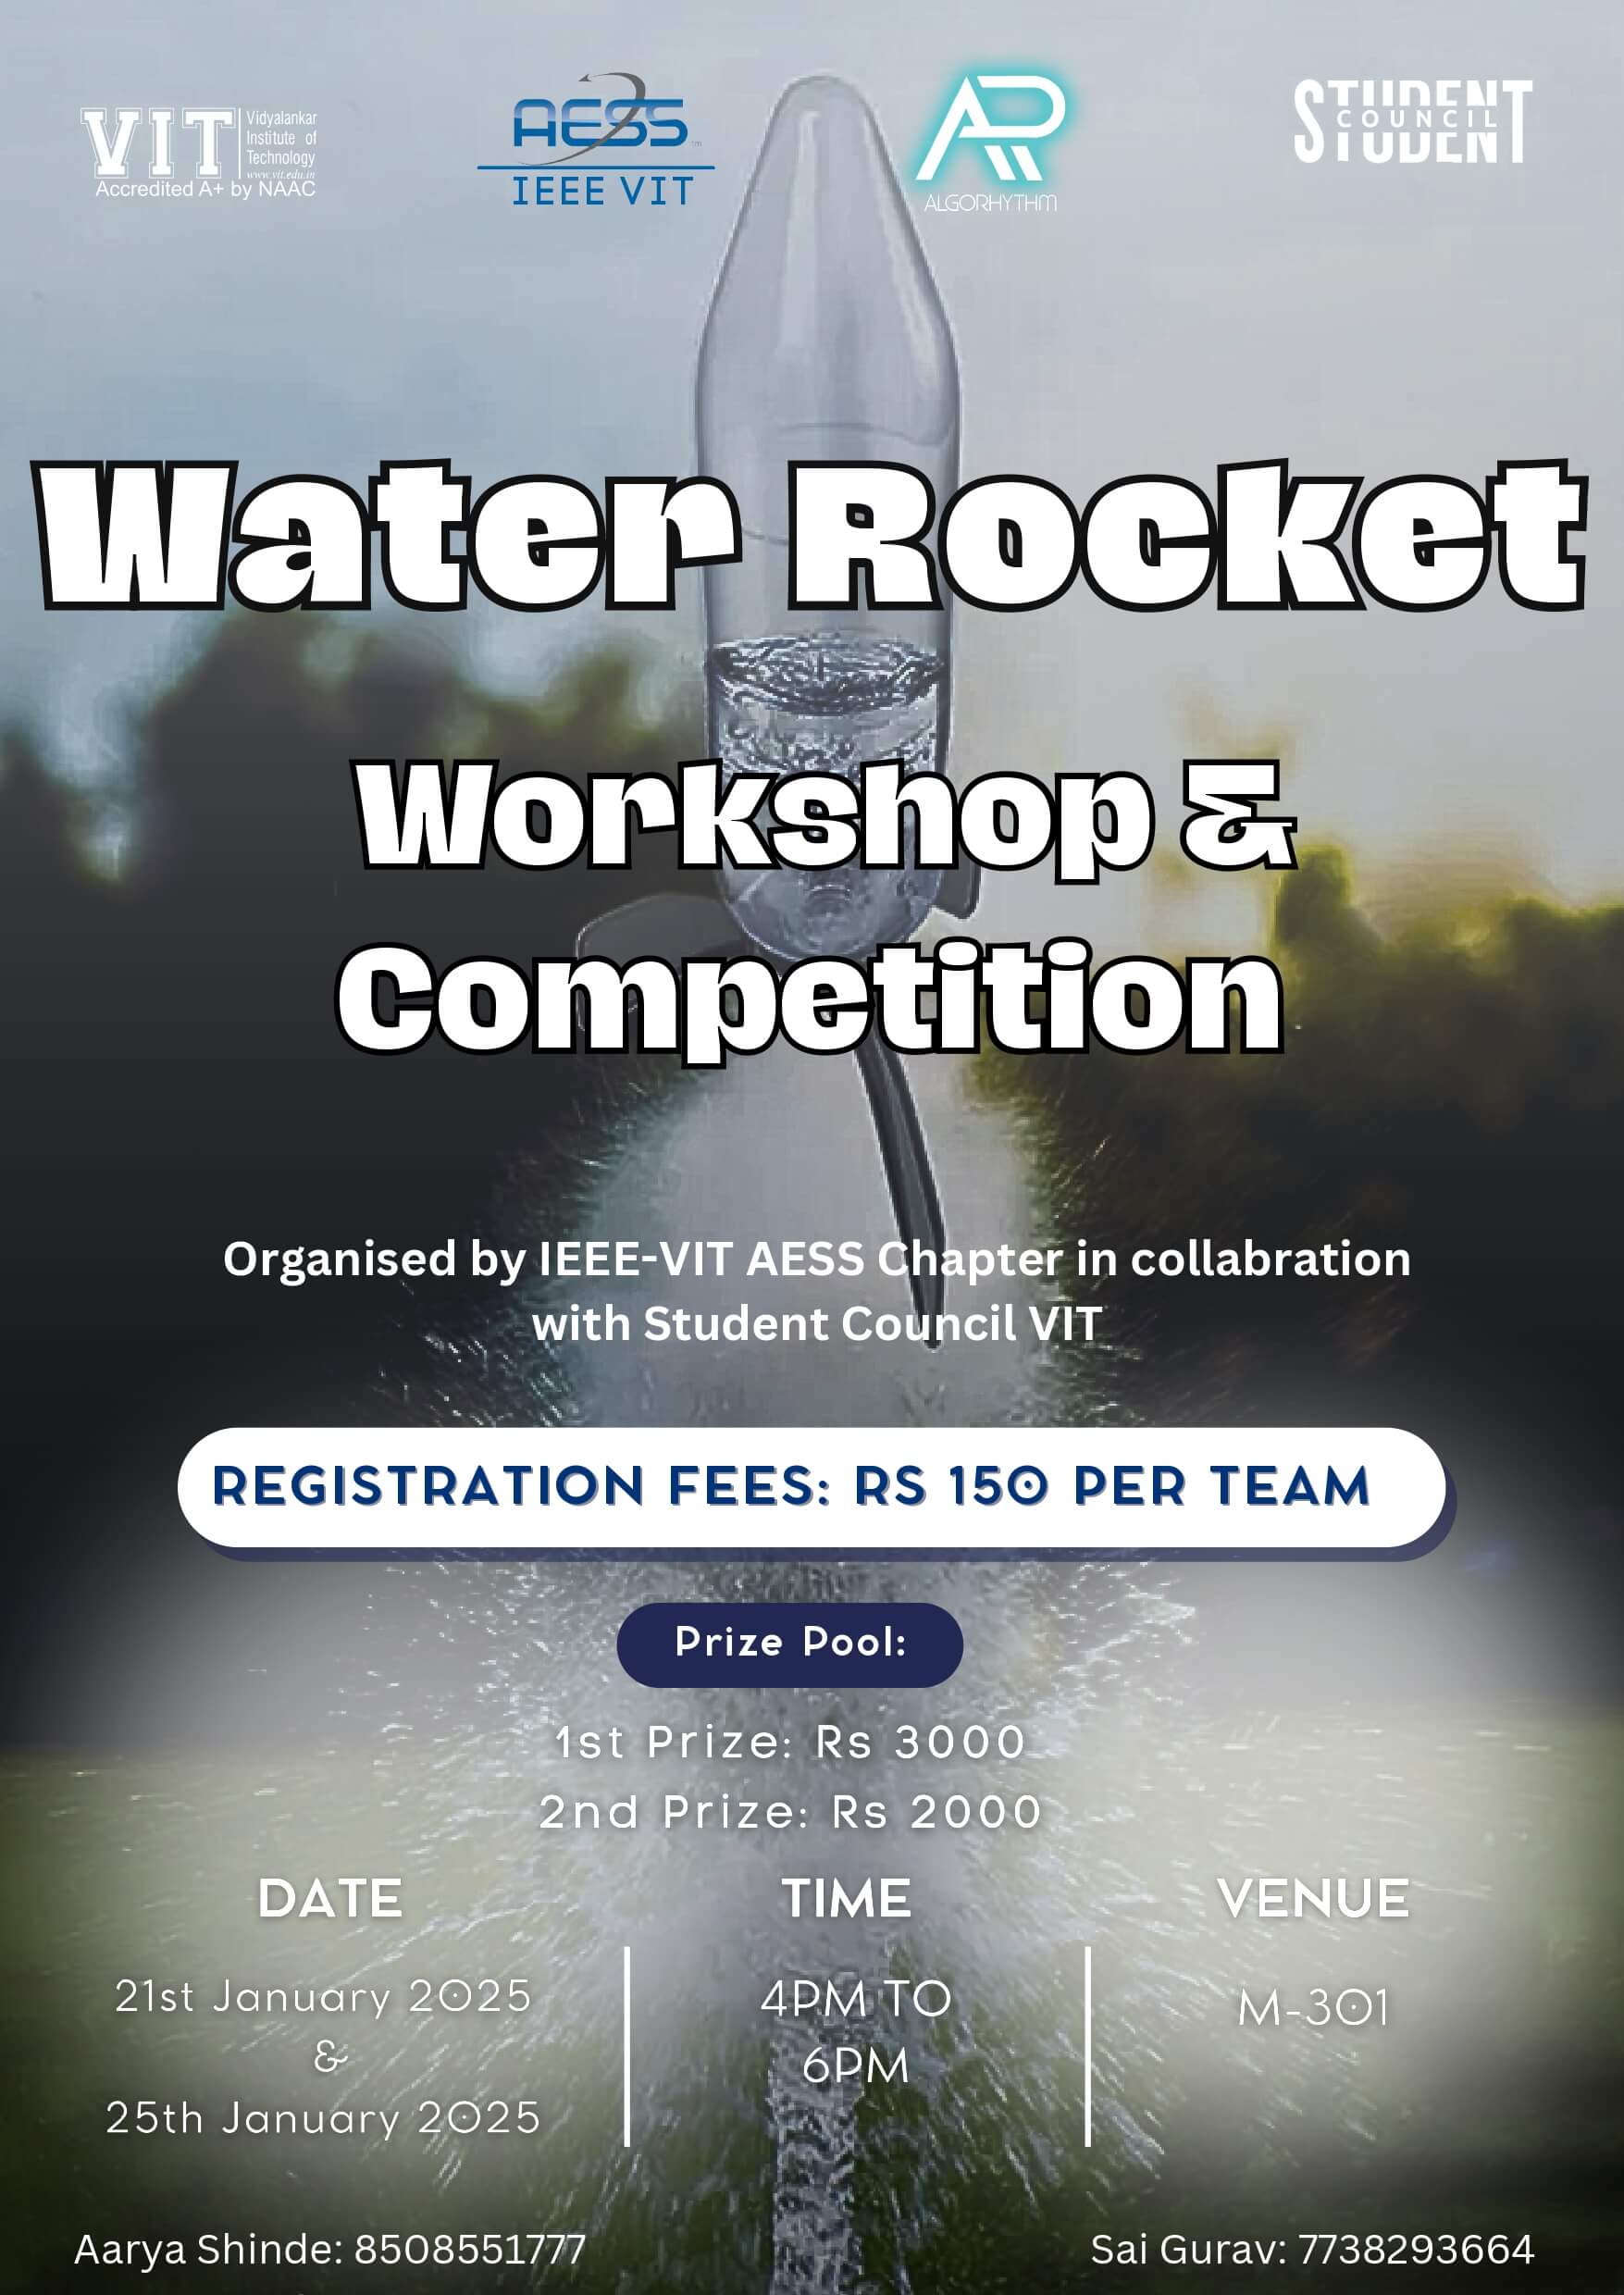 VIT
Vidyalankar
Institute of
Technology
www.vit.edu.in
Accredited A+ by NAAC
AESS
IEEE VIT
AR
ALGORHYTHM
STUDENT
COUNCIL
STUDENT
Water Rocket
Workshop &
Competition
Organised by IEEE-VIT AESS Chapter in collabration
with Student Council VIT
REGISTRATION FEES: RS 150 PER TEAM
Prize Pool:
1st Prize: Rs 3000
2nd Prize: Rs 2000
DATE
21st January 2025
&
25th January 2025
TIME
4PM TO
6PM
VENUE
M-301
Aarya Shinde: 8508551777
Sai Gurav: 7738293664